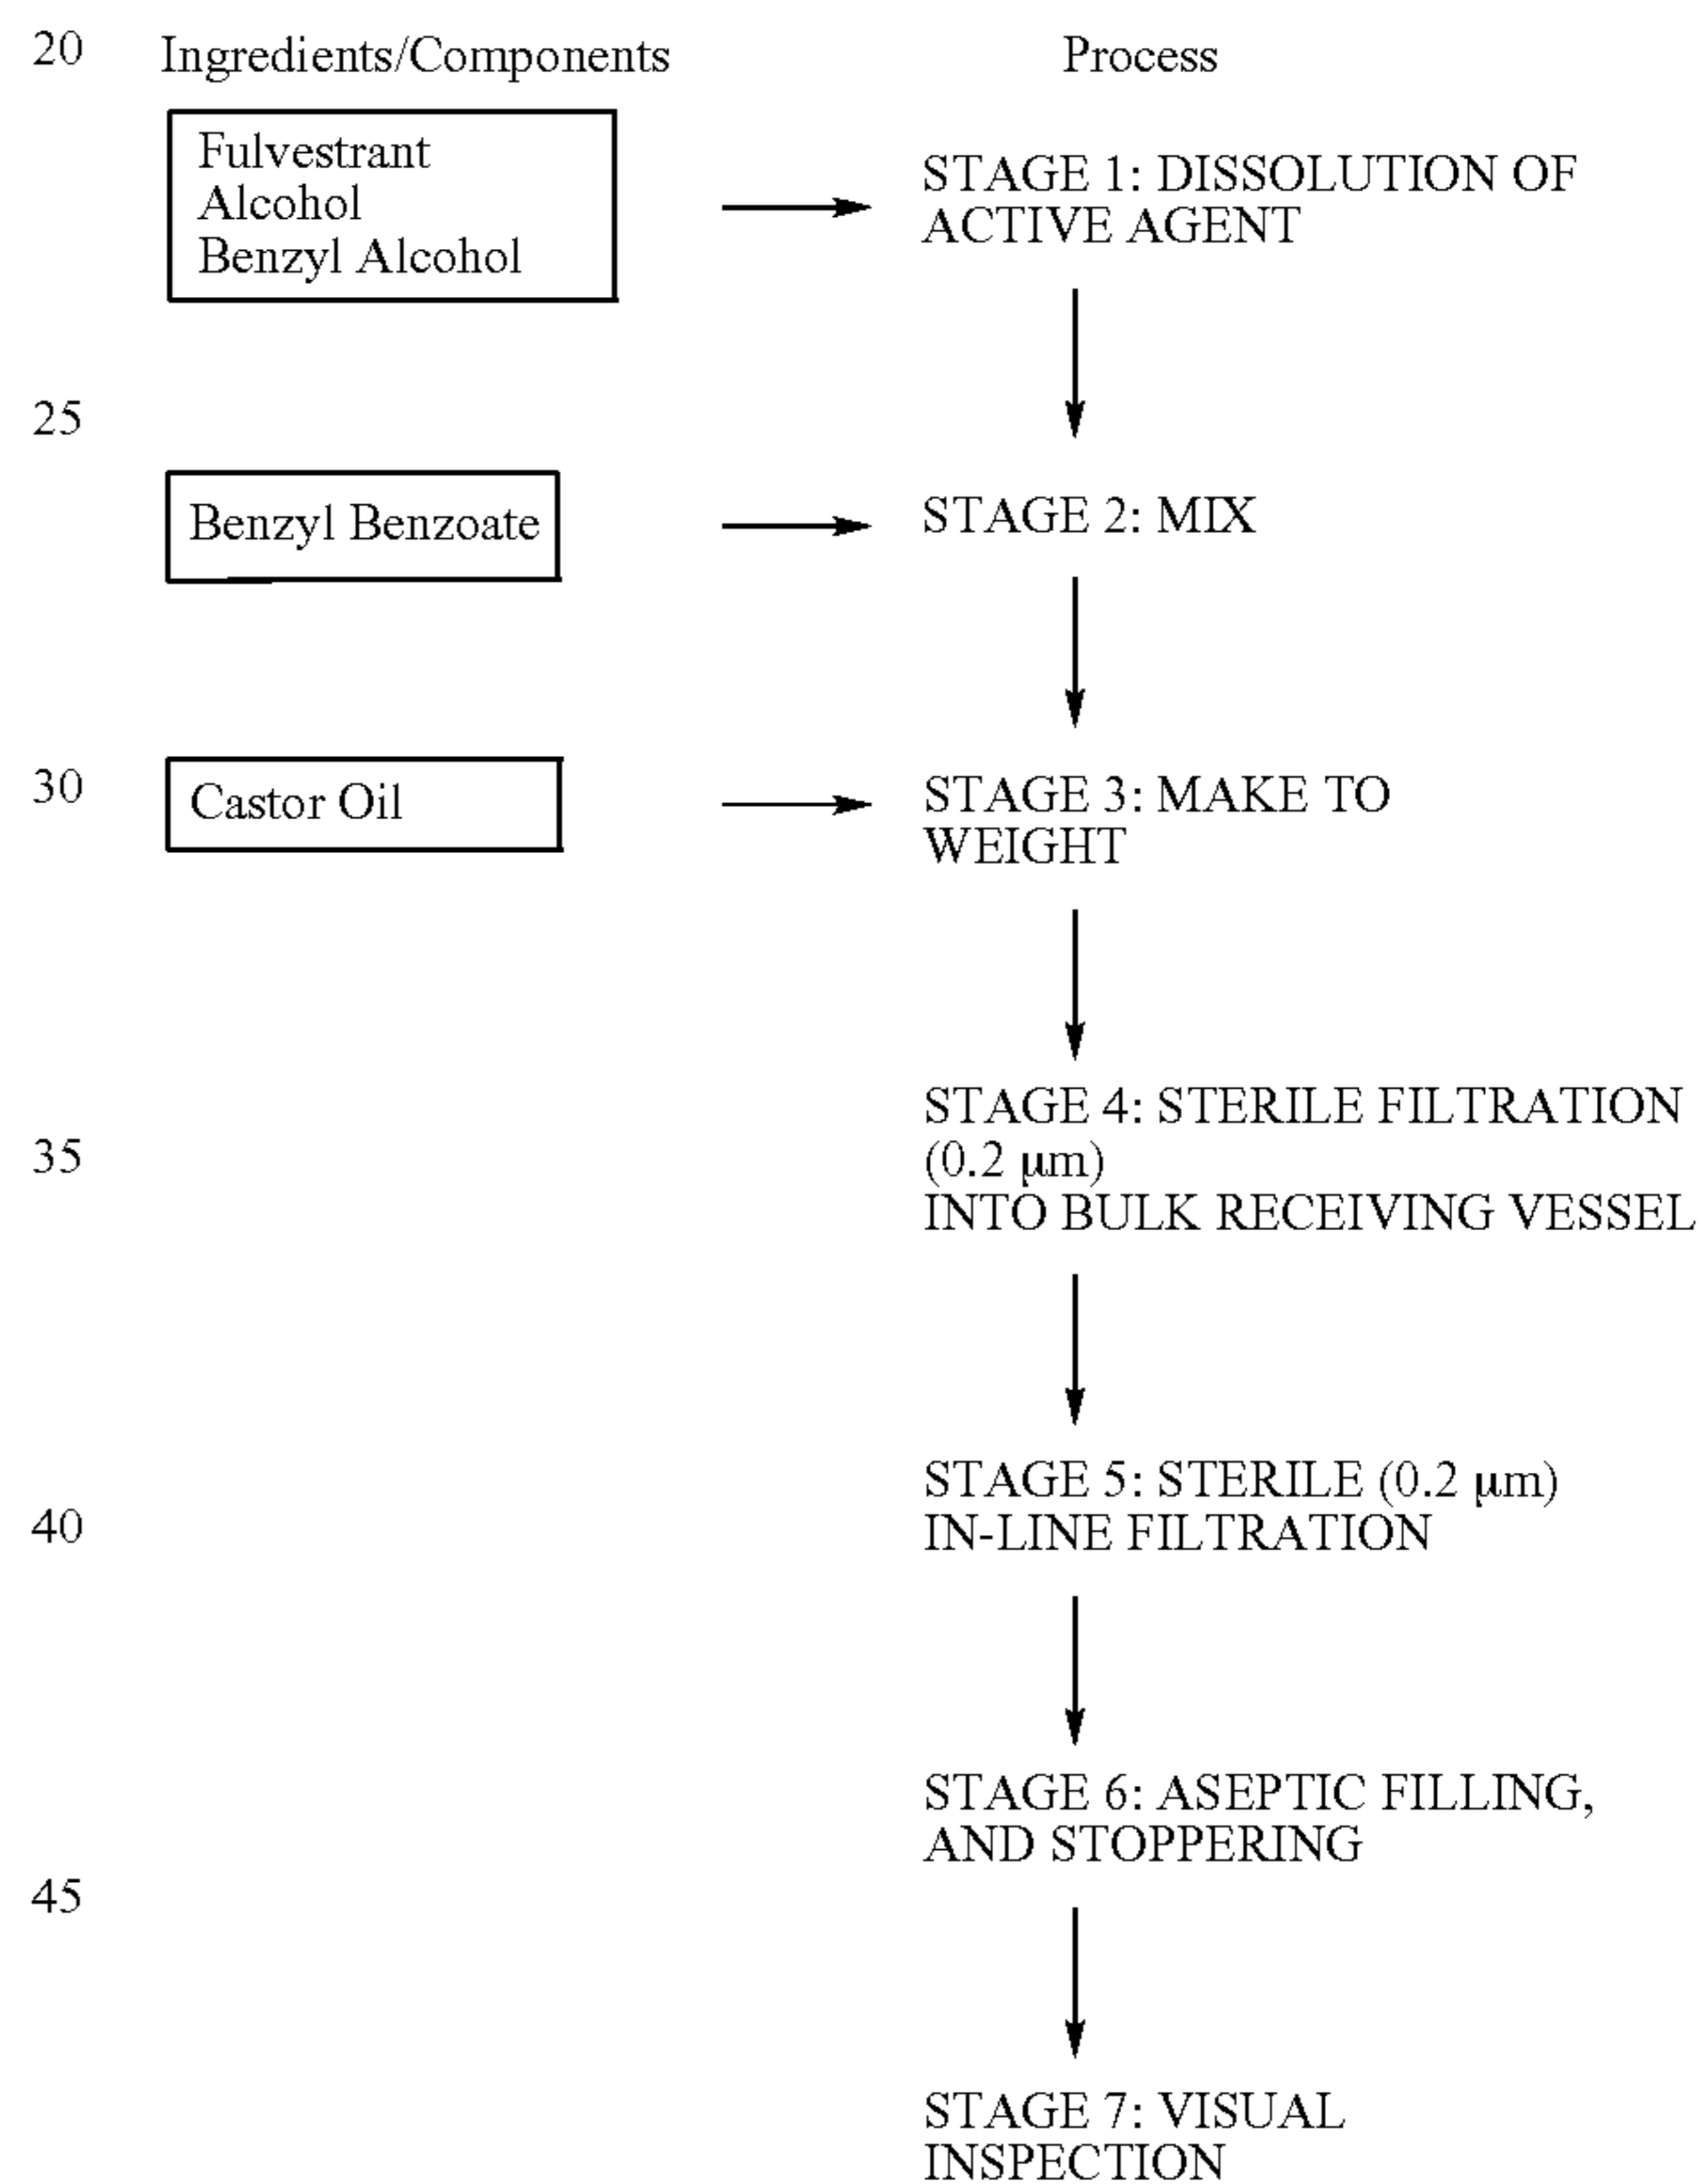 20 Ingredients/Components Process
Fulvestrant
Alcohol
Benzyl Alcohol
STAGE 1: DISSOLUTION OF
ACTIVE AGENT
25
Benzyl Benzoate
STAGE 2: MIX
30
Castor Oil
STAGE 3: MAKE TO
WEIGHT
STAGE 4: STERILE FILTRATION
35
(0.2 μm)
INTO BULK RECEIVING VESSEL
STAGE 5: STERILE (0.2 μm)
40
IN-LINE FILTRATION
STAGE 6: ASEPTIC FILLING,
AND STOPPERING
45
STAGE 7: VISUAL
INSPECTION